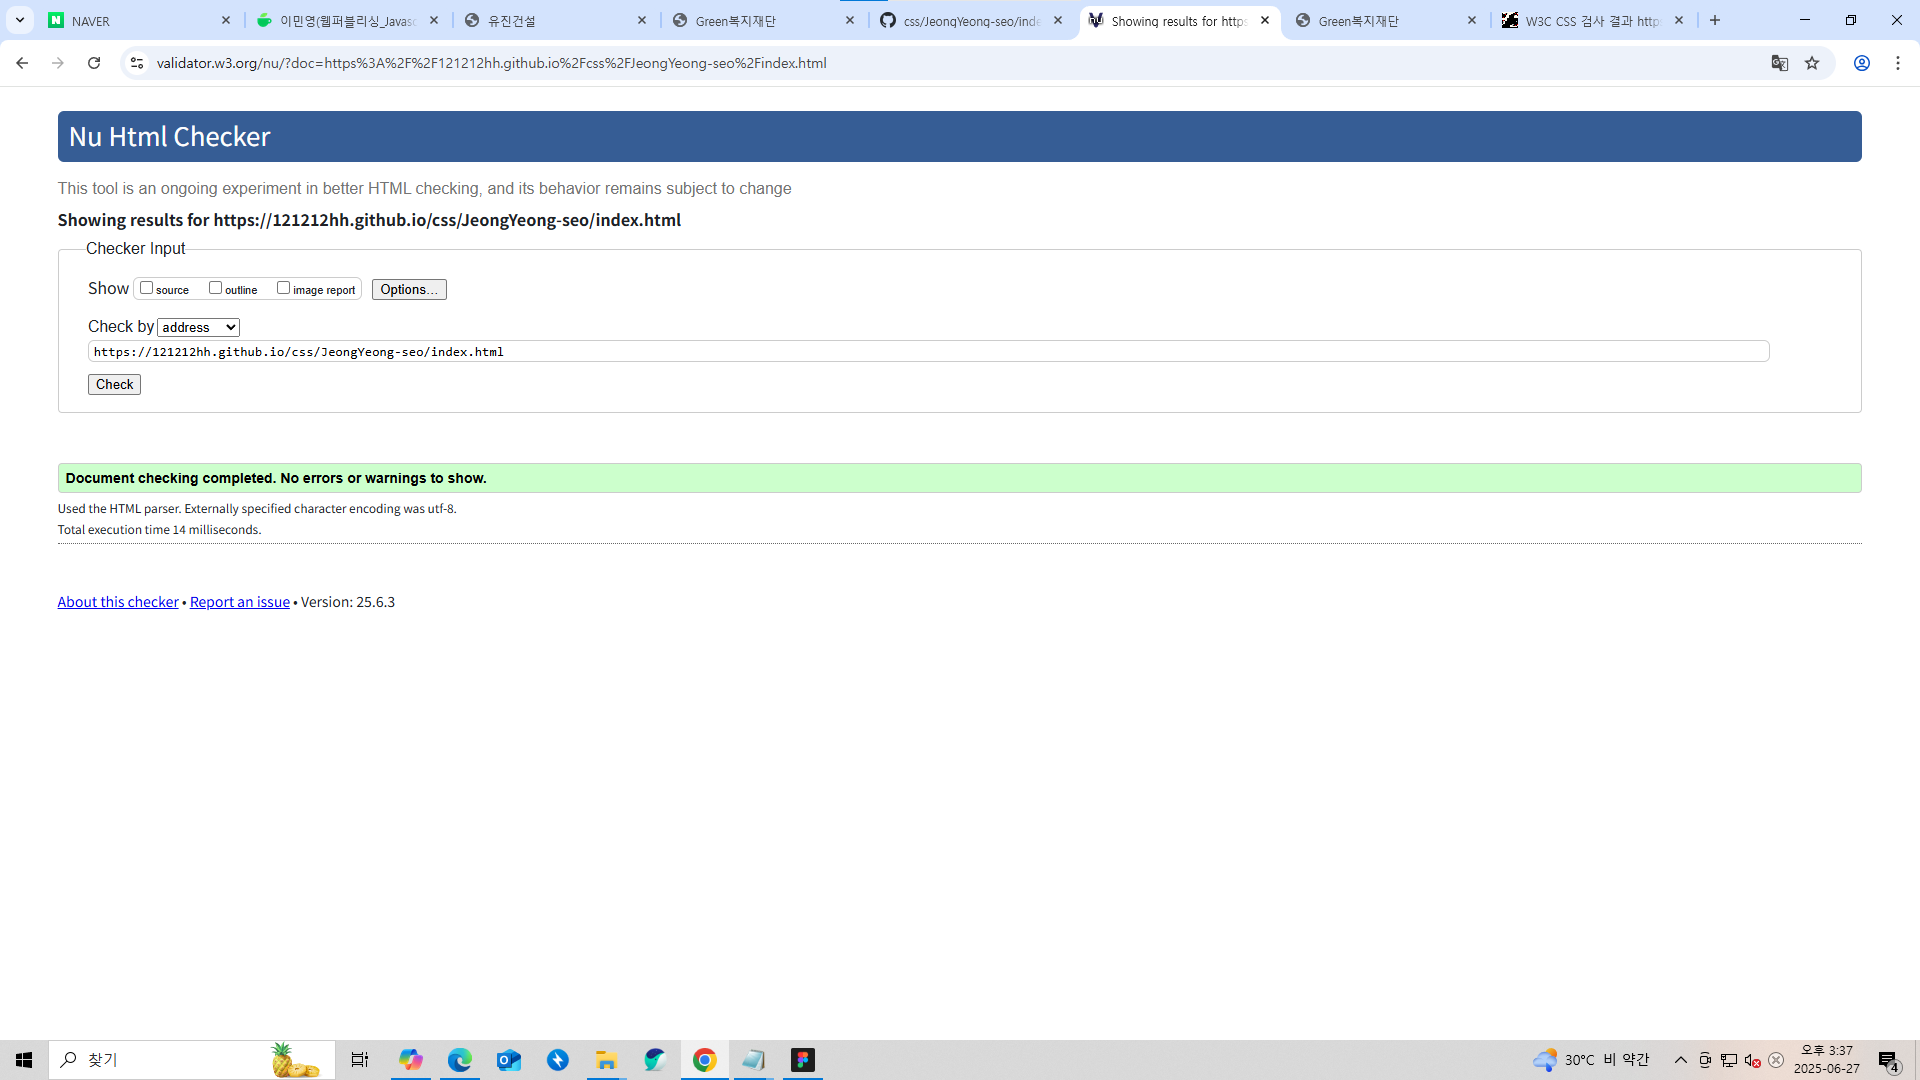 NAVER
이민영(웹퍼블리싱_Javasc
유진건설
Green복지재단
css/JeongYeong-seo/inde
Showing results for https
Green복지재단
W3C CSS 검사 결과 http
validator.w3.org/nu/?doc=https%3A%2F%2F121212hh.github.io%2Fcss%2FJeongYeong-seo%2Findex.html
Nu Html Checker
This tool is an ongoing experiment in better HTML checking, and its behavior remains subject to change
Showing results for https://121212hh.github.io/css/JeongYeong-seo/index.html
Checker Input
Show source outline image report Options...
Check by address
https://121212hh.github.io/css/JeongYeong-seo/index.html
Check
Document checking completed. No errors or warnings to show.
Used the HTML parser. Externally specified character encoding was utf-8.
Total execution time 14 milliseconds.
About this checker • Report an issue • Version: 25.6.3
찾기
30°C 비 약간
오후 3:37
2025-06-27
4